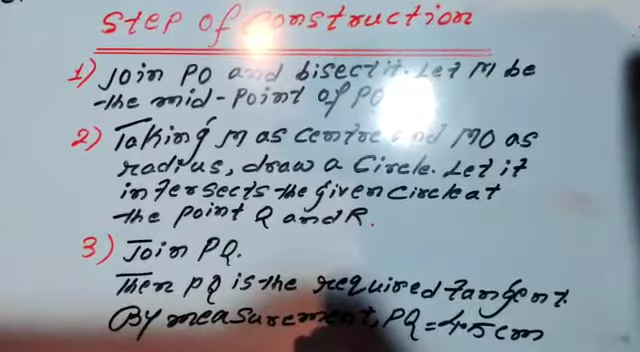 Step of Construction
1) Join PO and bisect it. Let M be
the mid-point of PO
2) Taking M as centre and MO as
radius, draw a Circle. Let it
intersects the given circle at
the point Q and R.
3) Join PQ.
Then PQ is the required tangent.
By measurement, PQ = 4.5 cm